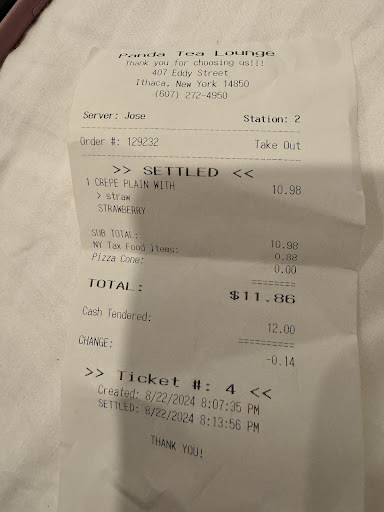 Panda Tea Lounge
Thank you for choosing us!!!
407 Eddy Street
Ithaca, New York 14850
(607) 272-4950
Server: Jose Station: 2
Order #: 129232 Take Out
>> SETTLED <<
1 CREPE PLAIN WITH 10.98
> straw
STRAWBERRY
SUB TOTAL: 10.98
NY Tax Food Items: 0.88
Pizza Cone: 0.00
========
TOTAL: $11.86
Cash Tendered: 12.00
==========
CHANGE: -0.14
>> Ticket #: 4 <<
Created: 8/22/2024 8:07:35 PM
SETTLED: 8/22/2024 8:13:56 PM
THANK YOU!